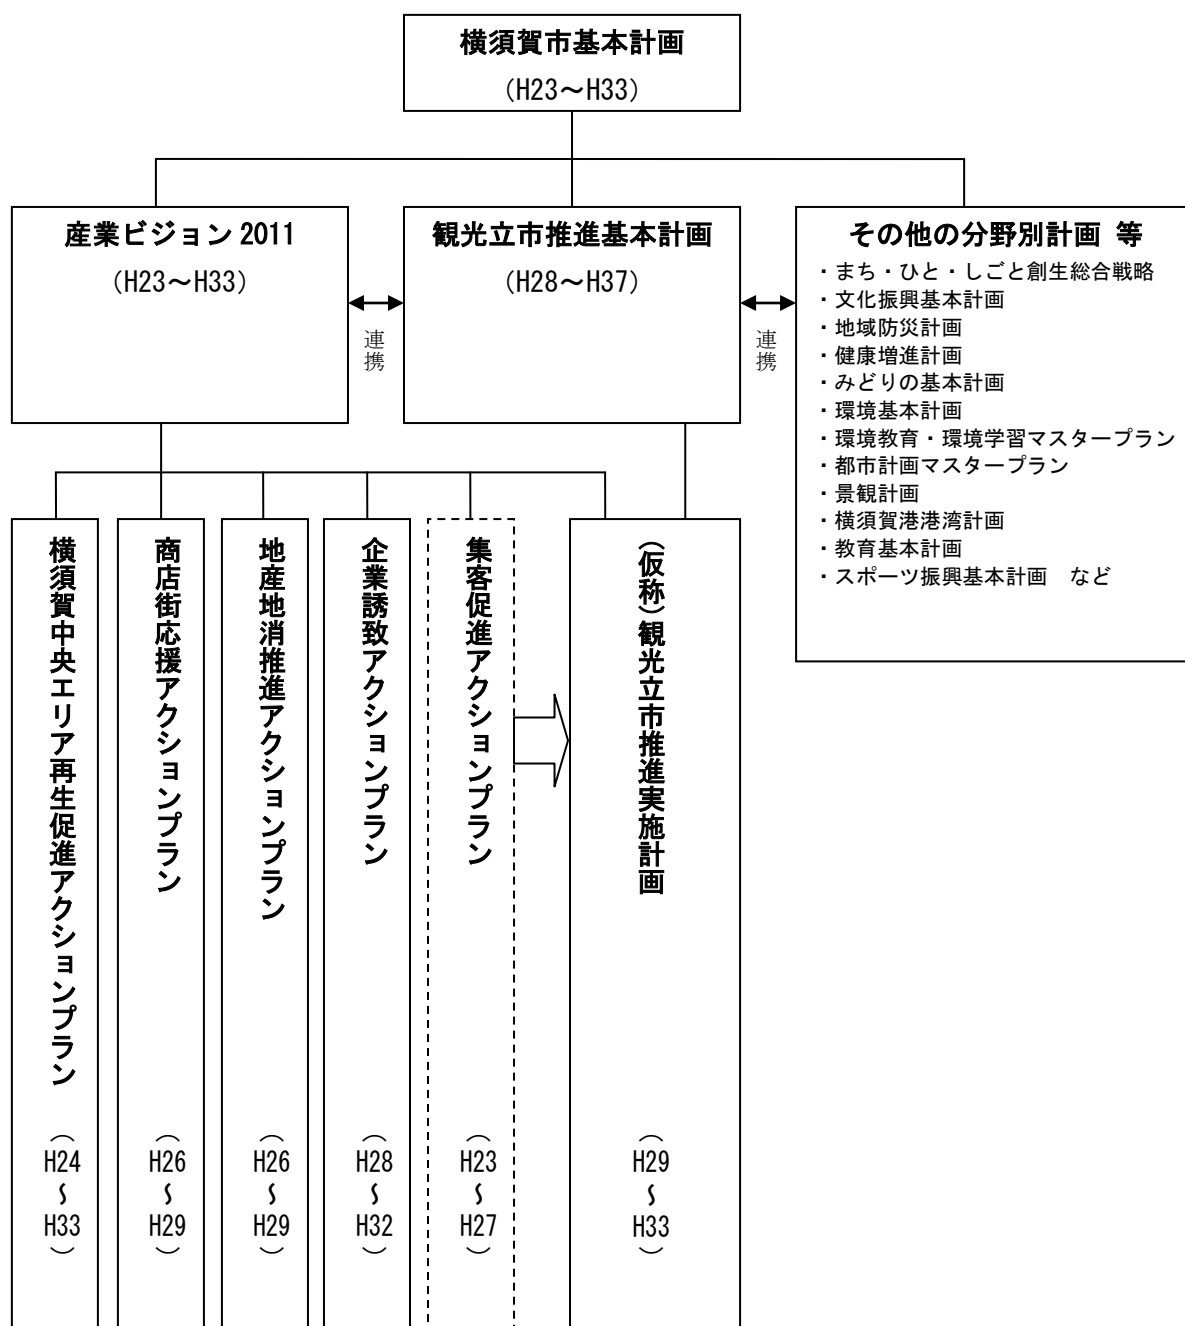 横須賀市基本計画
（H23～H33）
産業ビジョン 2011
（H23～H33）
連携
観光立市推進基本計画
（H28～H37）
連携
その他の分野別計画 等
・まち・ひと・しごと創生総合戦略
・文化振興基本計画
・地域防災計画
・健康増進計画
・みどりの基本計画
・環境基本計画
・環境教育・環境学習マスタープラン
・都市計画マスタープラン
・景観計画
・横須賀港港湾計画
・教育基本計画
・スポーツ振興基本計画　など
横須賀中央エリア再生促進アクションプラン
（H24～H33）
商店街応援アクションプラン
（H26～H29）
地産地消推進アクションプラン
（H26～H29）
企業誘致アクションプラン
（H28～H32）
集客促進アクションプラン
（H23～H27）
（仮称）観光立市推進実施計画
（H29～H33）